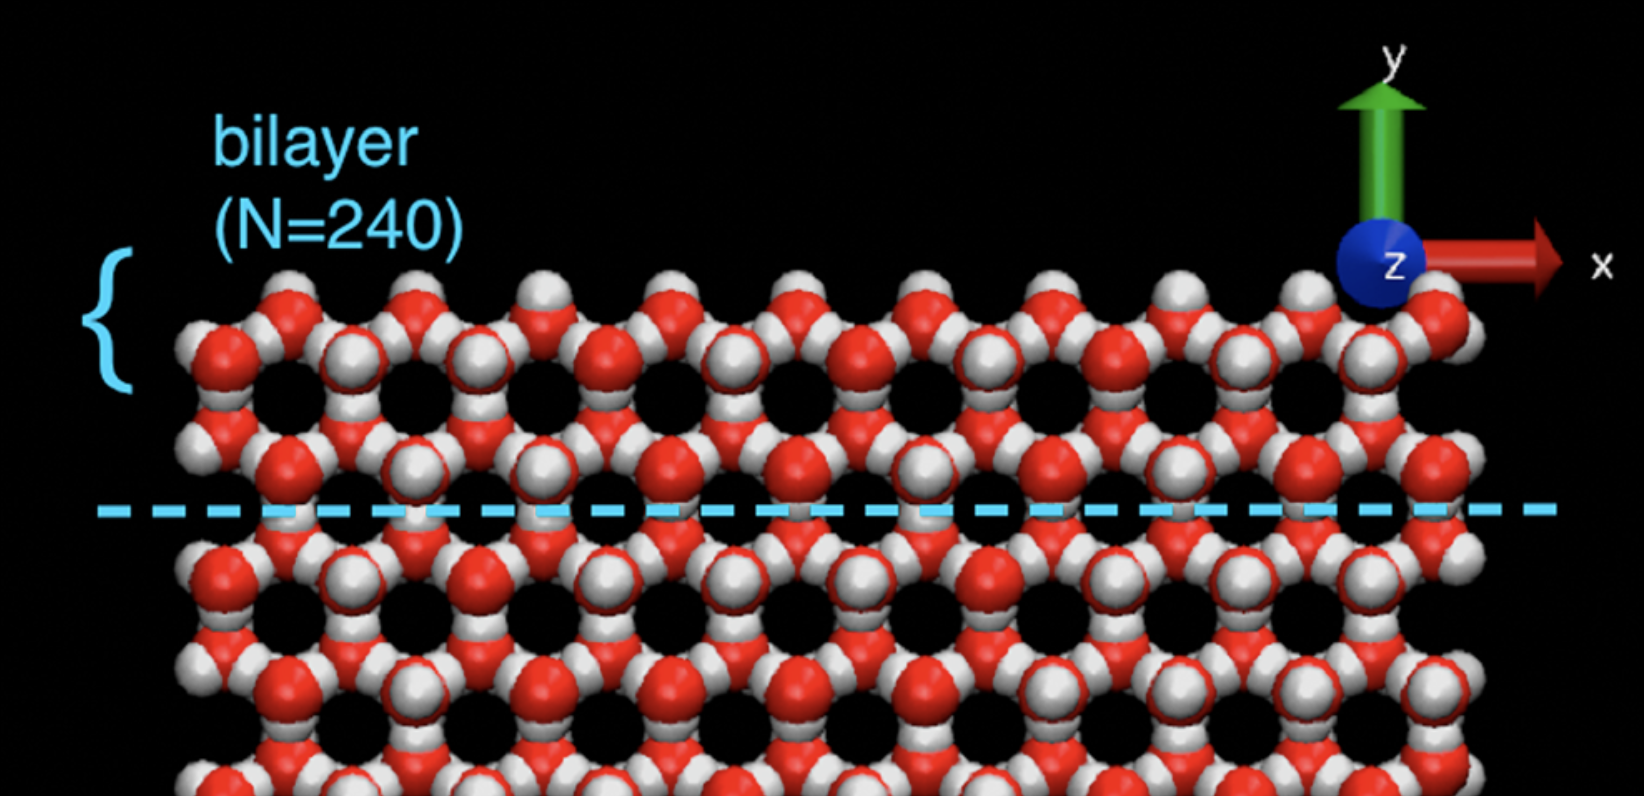 y
bilayer
(N=240)
{
z
x